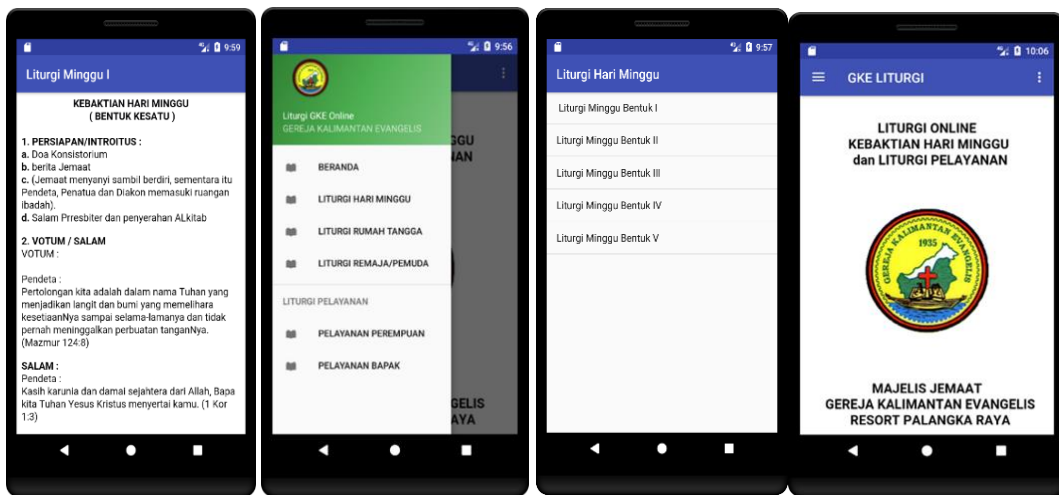 9:59
Liturgi Minggu I
KEBAKTIAN HARI MINGGU
( BENTUK KESATU )
1. PERSIAPAN/INTROITUS :
a. Doa Konsistorium
b. berita Jemaat
c. (Jemaat menyanyi sambil berdiri, sementara itu
Pendeta, Penatua dan Diakon memasuki ruangan
ibadah).
d. Salam Prresbiter dan penyerahan ALkitab
2. VOTUM / SALAM
VOTUM :
Pendeta :
Pertolongan kita adalah dalam nama Tuhan yang
menjadikan langit dan bumi yang memelihara
kesetiaanNya sampai selama-lamanya dan tidak
pernah meninggalkan perbuatan tanganNya.
(Mazmur 124:8)
SALAM :
Pendeta :
Kasih karunia dan damai sejahtera dari Allah, Bapa
kita Tuhan Yesus Kristus menyertai kamu. (1 Kor
1:3)
9:56
Liturgi GKE Online
GEREJA KALIMANTAN EVANGELIS
BERANDA
LITURGI HARI MINGGU
LITURGI RUMAH TANGGA
LITURGI REMAJA/PEMUDA
LITURGI PELAYANAN
PELAYANAN PEREMPUAN
PELAYANAN BAPAK
GGU
NAN
GELIS
AYA
9:57
Liturgi Hari Minggu
Liturgi Minggu Bentuk I
Liturgi Minggu Bentuk II
Liturgi Minggu Bentuk III
Liturgi Minggu Bentuk IV
Liturgi Minggu Bentuk V
10:06
GKE LITURGI
LITURGI ONLINE
KEBAKTIAN HARI MINGGU
dan LITURGI PELAYANAN
GEREJA KALIMANTAN EVANGELIS
1935
MAJELIS JEMAAT
GEREJA KALIMANTAN EVANGELIS
RESORT PALANGKA RAYA